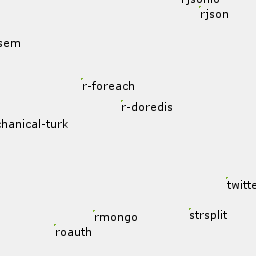 rjson
sem
r-foreach
r-doredis
chanical-turk
twitte
rmongo
strsplit
roauth